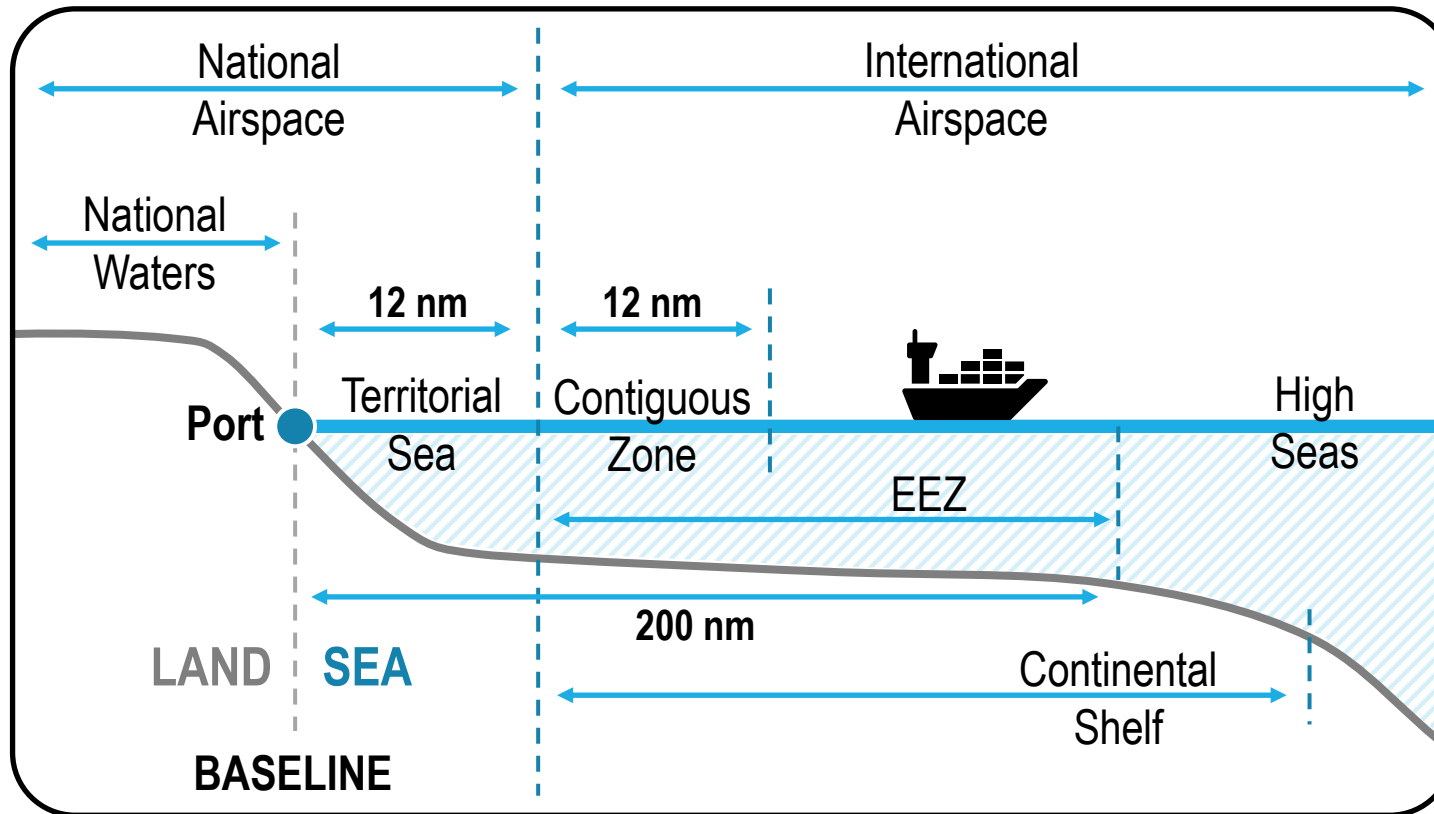 National
Airspace
International
Airspace
National
Waters
12 nm
12 nm
Port
Territorial
Sea
Contiguous
Zone
High
Seas
EEZ
200 nm
LAND
SEA
Continental
Shelf
BASELINE